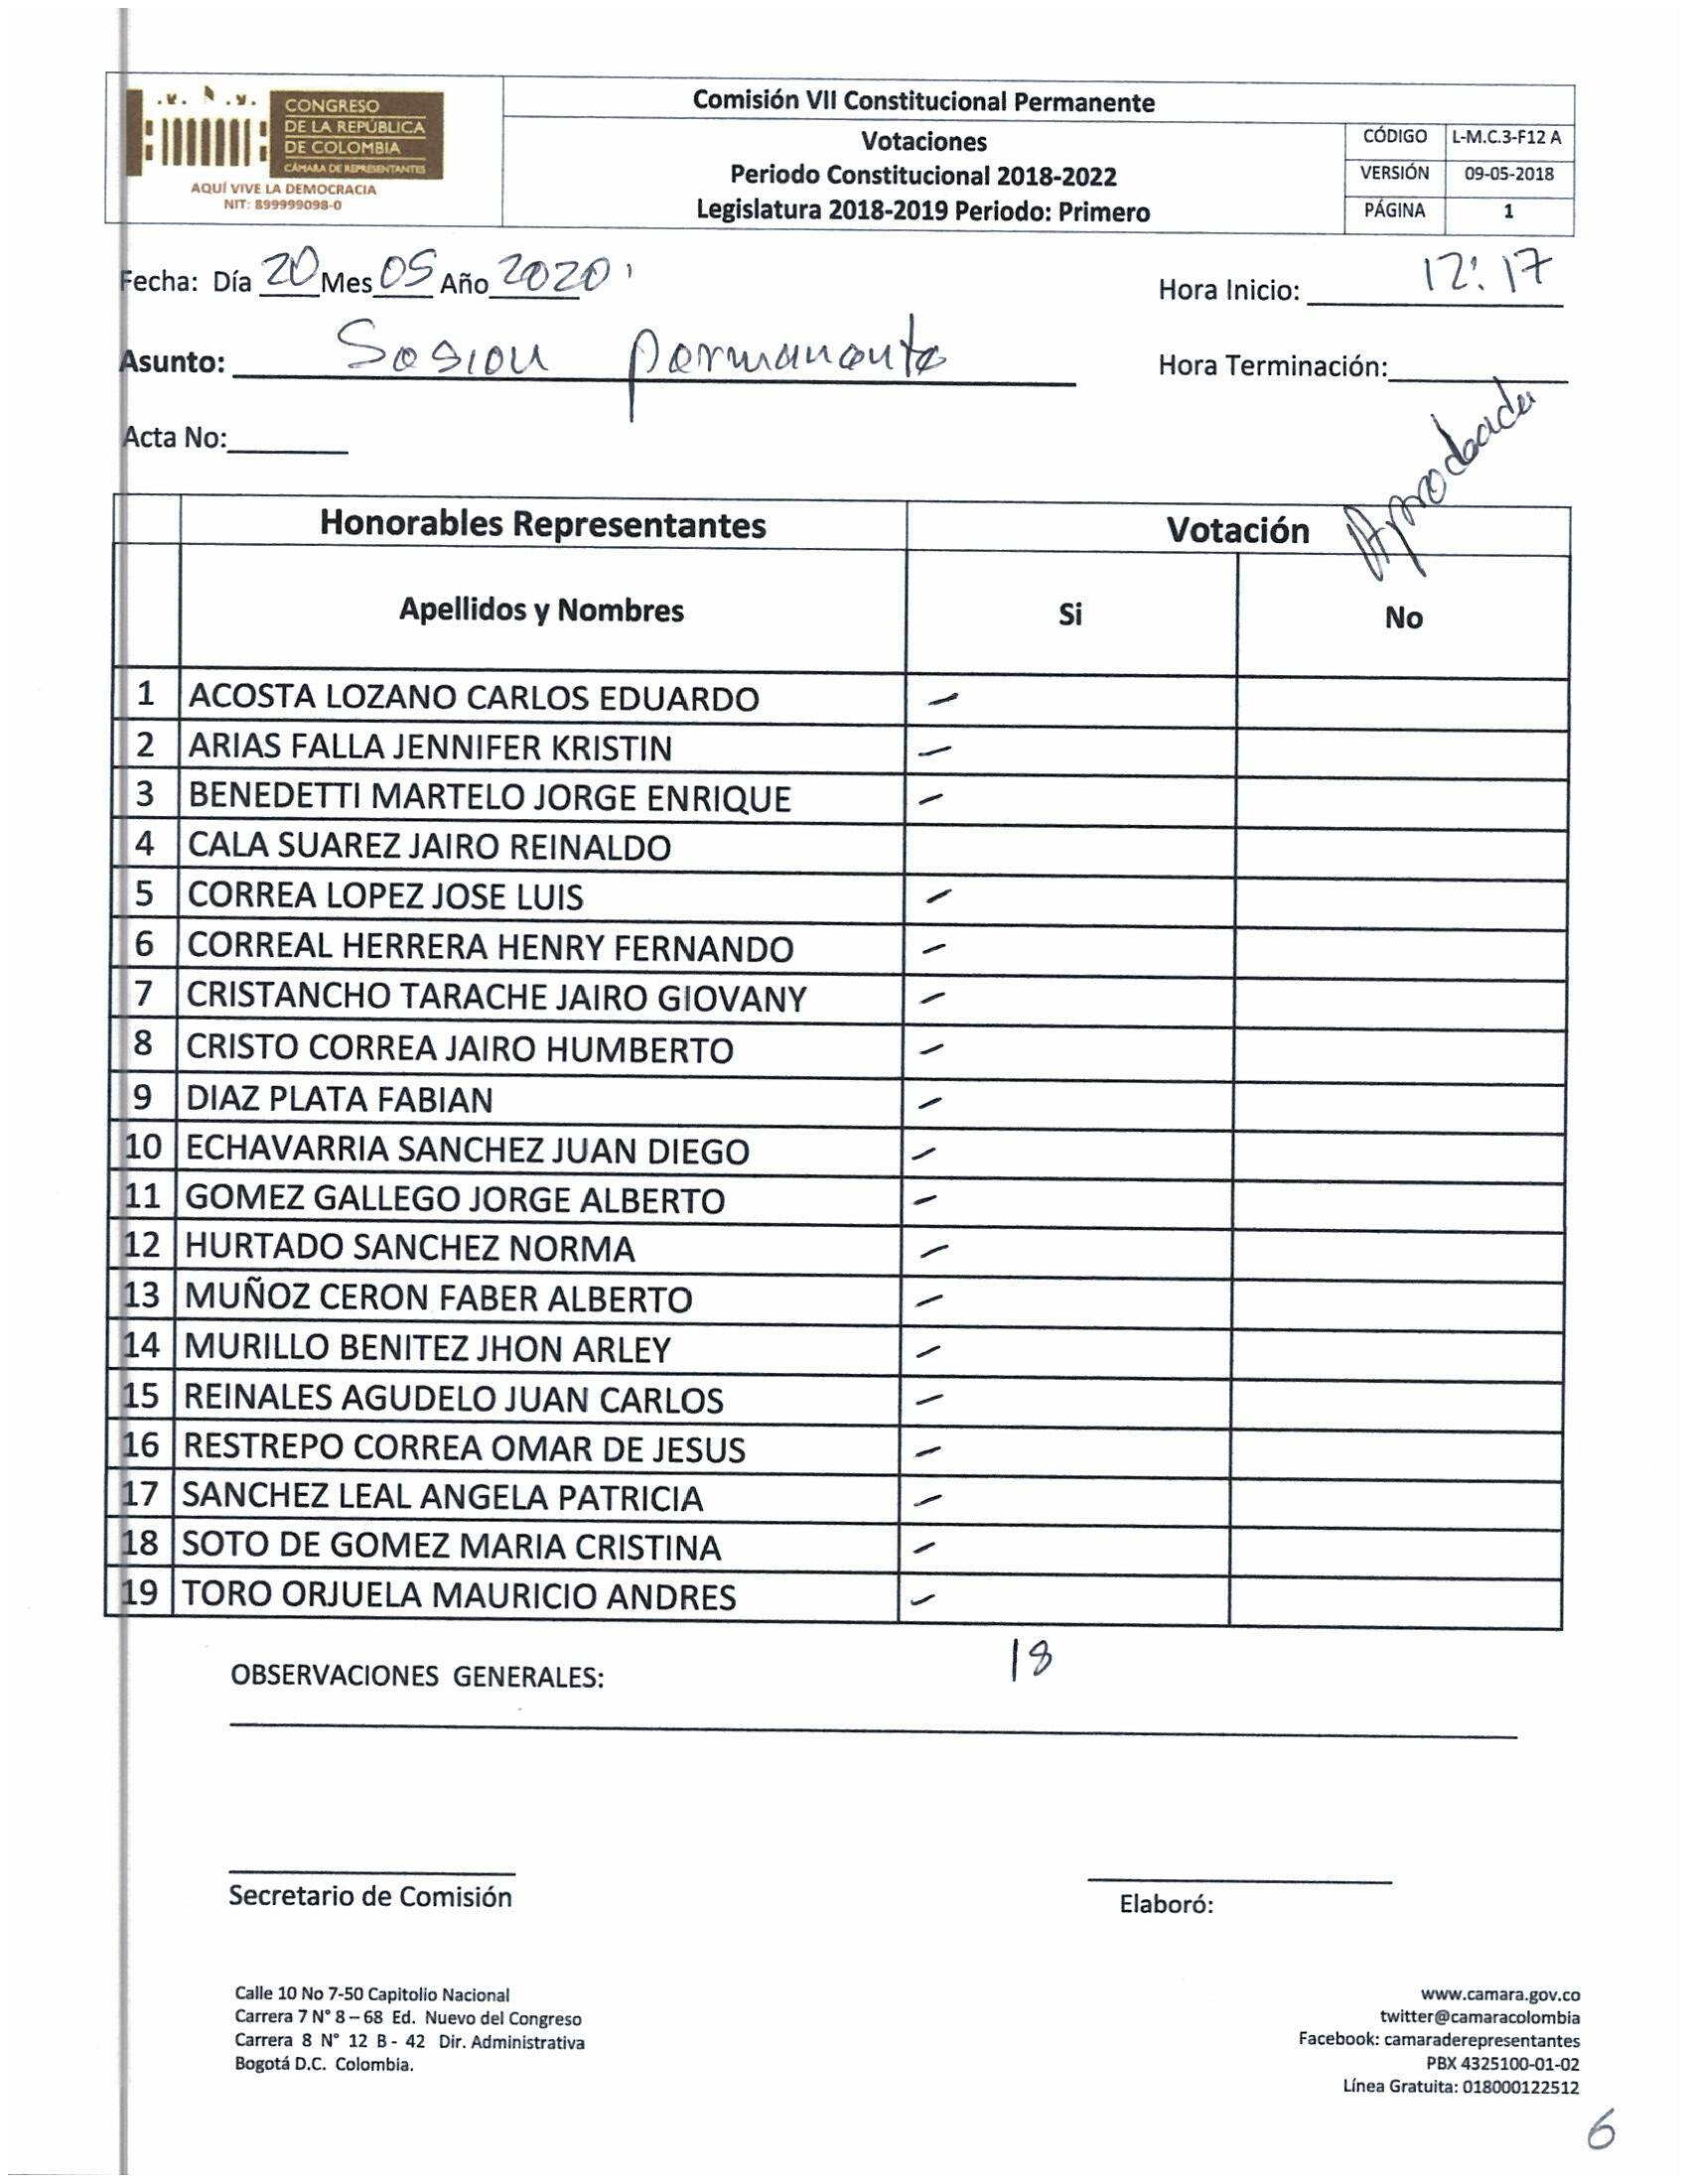 CONGRESO
DE LA REPÚBLICA
DE COLOMBIA
CÁMARA DE REPRESENTANTES
AQUÍ VIVE LA DEMOCRACIA
NIT: 899999098-0
Comisión VII Constitucional Permanente
Votaciones
Periodo Constitucional 2018-2022
Legislatura 2018-2019 Periodo: Primero
CÓDIGO L-M.C.3-F12 A
VERSIÓN 09-05-2018
PÁGINA 1
Fecha: Día 20 Mes 05 Año 2020 Hora Inicio: 12:17
Asunto: Sesion permanente Hora Terminación:
Acta No:
Aprobada
Honorables Representantes Votación
Apellidos y Nombres Si No
1 ACOSTA LOZANO CARLOS EDUARDO –
2 ARIAS FALLA JENNIFER KRISTIN –
3 BENEDETTI MARTELO JORGE ENRIQUE –
4 CALA SUAREZ JAIRO REINALDO
5 CORREA LOPEZ JOSE LUIS –
6 CORREAL HERRERA HENRY FERNANDO –
7 CRISTANCHO TARACHE JAIRO GIOVANY –
8 CRISTO CORREA JAIRO HUMBERTO –
9 DIAZ PLATA FABIAN –
10 ECHAVARRIA SANCHEZ JUAN DIEGO –
11 GOMEZ GALLEGO JORGE ALBERTO –
12 HURTADO SANCHEZ NORMA –
13 MUÑOZ CERON FABER ALBERTO –
14 MURILLO BENITEZ JHON ARLEY –
15 REINALES AGUDELO JUAN CARLOS –
16 RESTREPO CORREA OMAR DE JESUS –
17 SANCHEZ LEAL ANGELA PATRICIA –
18 SOTO DE GOMEZ MARIA CRISTINA –
19 TORO ORJUELA MAURICIO ANDRES –
18
OBSERVACIONES GENERALES:
Secretario de Comisión
Elaboró:
Calle 10 No 7-50 Capitolio Nacional
Carrera 7 N° 8 – 68 Ed. Nuevo del Congreso
Carrera 8 N° 12 B - 42 Dir. Administrativa
Bogotá D.C. Colombia.
www.camara.gov.co
twitter@camaracolombia
Facebook: camaraderepresentantes
PBX 4325100-01-02
Línea Gratuita: 018000122512
6